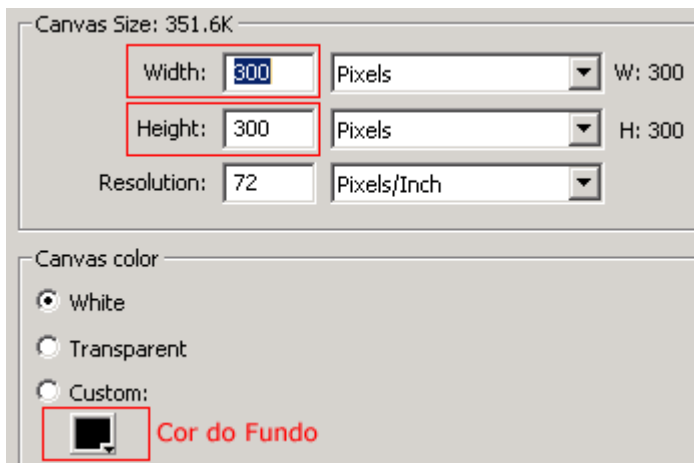 Canvas Size: 351.6K
Width: 300 Pixels W: 300
Height: 300 Pixels H: 300
Resolution: 72 Pixels/Inch
Canvas color
White
Transparent
Custom:
Cor do Fundo